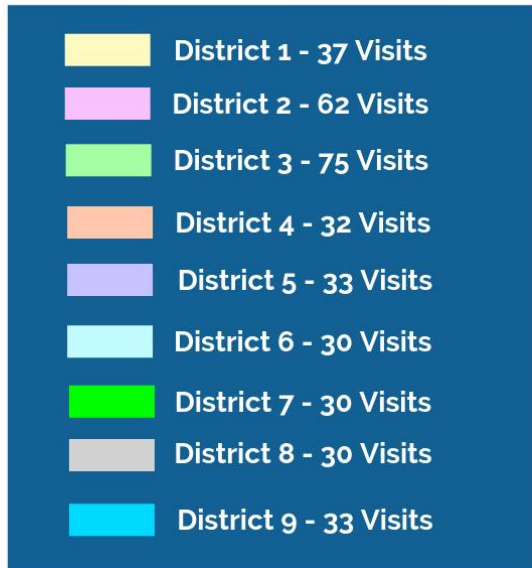 District 1 - 37 Visits
District 2 - 62 Visits
District 3 - 75 Visits
District 4 - 32 Visits
District 5 - 33 Visits
District 6 - 30 Visits
District 7 - 30 Visits
District 8 - 30 Visits
District 9 - 33 Visits